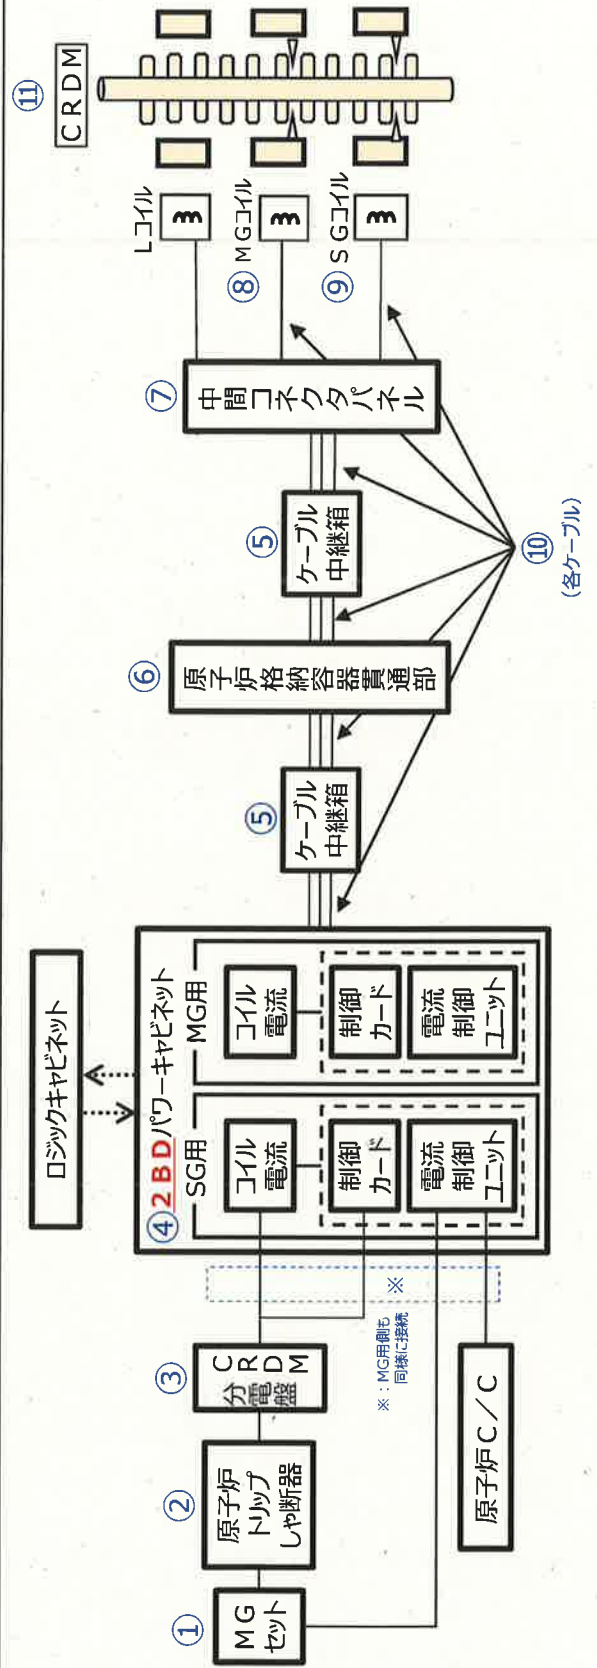 ①
MG
セット
②
原子炉
トリップ
しゃ断器
③
CRDM
分電盤
原子炉C/C
※
※：MG用側も
同様に接続
ロジックキャビネット
④2BDパワーキャビネット
SG用
コイル
電流
制御
カード
電流
制御
ユニット
MG用
コイル
電流
制御
カード
電流
制御
ユニット
⑤
ケーブル
中継箱
⑥
原子炉格納容器貫通部
⑤
ケーブル
中継箱
⑦
中間コネクタパネル
⑩
(各ケーブル)
Lコイル
⑧
MGコイル
⑨
SGコイル
⑪
CRDM